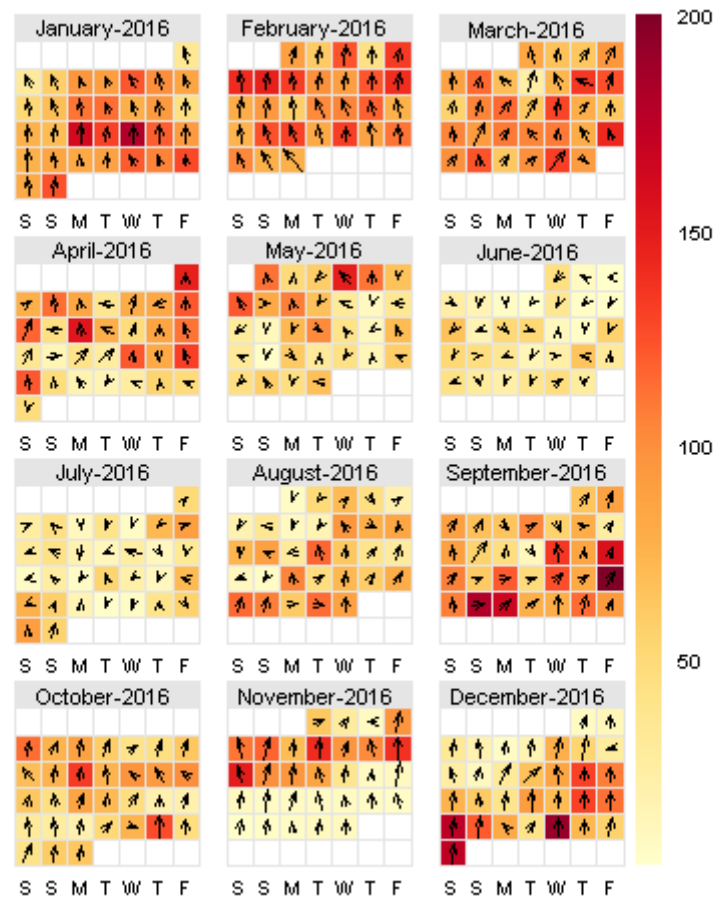 January-2016 February-2016 March-2016 200
S S M T W T F S S M T W T F S S M T W T F
150
April-2016 May-2016 June-2016
S S M T W T F S S M T W T F S S M T W T F
100
July-2016 August-2016 September-2016
S S M T W T F S S M T W T F S S M T W T F
50
October-2016 November-2016 December-2016
S S M T W T F S S M T W T F S S M T W T F